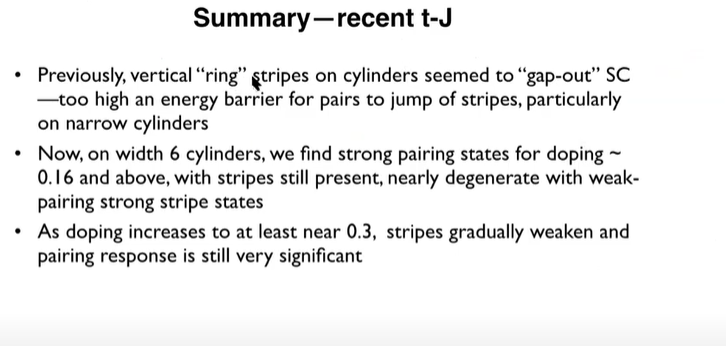 Summary—recent t-J
• Previously, vertical “ring” stripes on cylinders seemed to “gap-out” SC
—too high an energy barrier for pairs to jump of stripes, particularly
on narrow cylinders
• Now, on width 6 cylinders, we find strong pairing states for doping ~
0.16 and above, with stripes still present, nearly degenerate with weak-
pairing strong stripe states
• As doping increases to at least near 0.3, stripes gradually weaken and
pairing response is still very significant